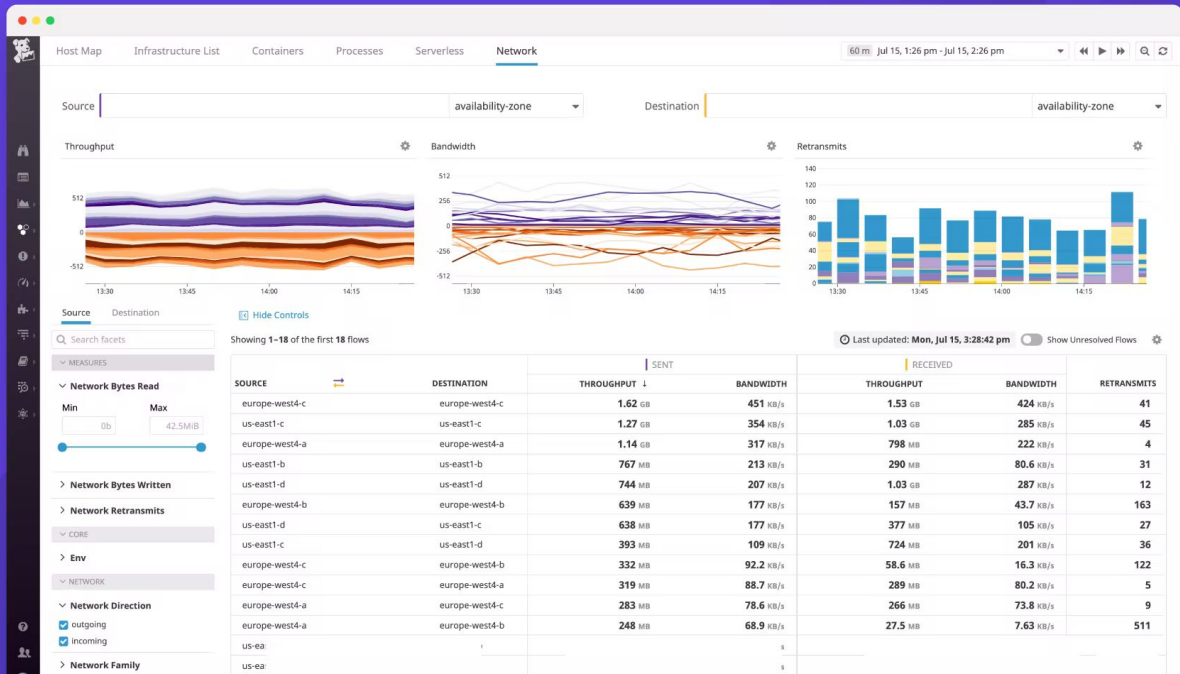 Host Map Infrastructure List Containers Processes Serverless Network
60 m Jul 15, 1:26 pm - Jul 15, 2:26 pm
Source availability-zone Destination availability-zone
Throughput
512
0
-512
13:30 13:45 14:00 14:15
Bandwidth
512
256
0
-256
-512
13:30 13:45 14:00 14:15
Retransmits
140
120
100
80
60
40
20
0
13:30 13:45 14:00 14:15
Source Destination
Search facets
MEASURES
Network Bytes Read
Min Max
0b 42.5MiB
Network Bytes Written
Network Retransmits
CORE
Env
NETWORK
Network Direction
outgoing
incoming
Network Family
Hide Controls
Showing 1–18 of the first 18 flows
Last updated: Mon, Jul 15, 3:28:42 pm Show Unresolved Flows
SENT RECEIVED
SOURCE DESTINATION THROUGHPUT ↓ BANDWIDTH THROUGHPUT BANDWIDTH RETRANSMITS
europe-west4-c europe-west4-c 1.62 GB 451 KB/s 1.53 GB 424 KB/s 41
us-east1-c us-east1-c 1.27 GB 354 KB/s 1.03 GB 285 KB/s 45
europe-west4-a europe-west4-a 1.14 GB 317 KB/s 798 MB 222 KB/s 4
us-east1-b us-east1-b 767 MB 213 KB/s 290 MB 80.6 KB/s 31
us-east1-d us-east1-d 744 MB 207 KB/s 1.03 GB 287 KB/s 12
europe-west4-b europe-west4-b 639 MB 177 KB/s 157 MB 43.7 KB/s 163
us-east1-d us-east1-c 638 MB 177 KB/s 377 MB 105 KB/s 27
us-east1-c us-east1-d 393 MB 109 KB/s 724 MB 201 KB/s 36
europe-west4-c europe-west4-b 332 MB 92.2 KB/s 58.6 MB 16.3 KB/s 122
europe-west4-c europe-west4-a 319 MB 88.7 KB/s 289 MB 80.2 KB/s 5
europe-west4-a europe-west4-c 283 MB 78.6 KB/s 266 MB 73.8 KB/s 9
europe-west4-a europe-west4-b 248 MB 68.9 KB/s 27.5 MB 7.63 KB/s 511
us-ea
us-ea